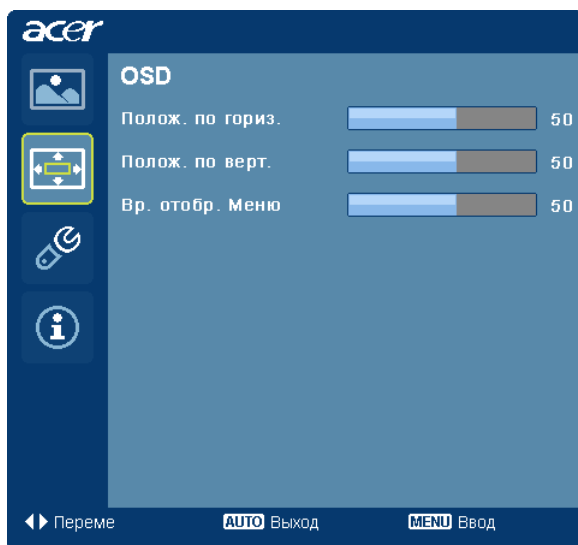 acer
OSD
Полож. по гориз. 50
Полож. по верт. 50
Вр. отобр. Меню 50
Переме AUTO Выход MENU Ввод